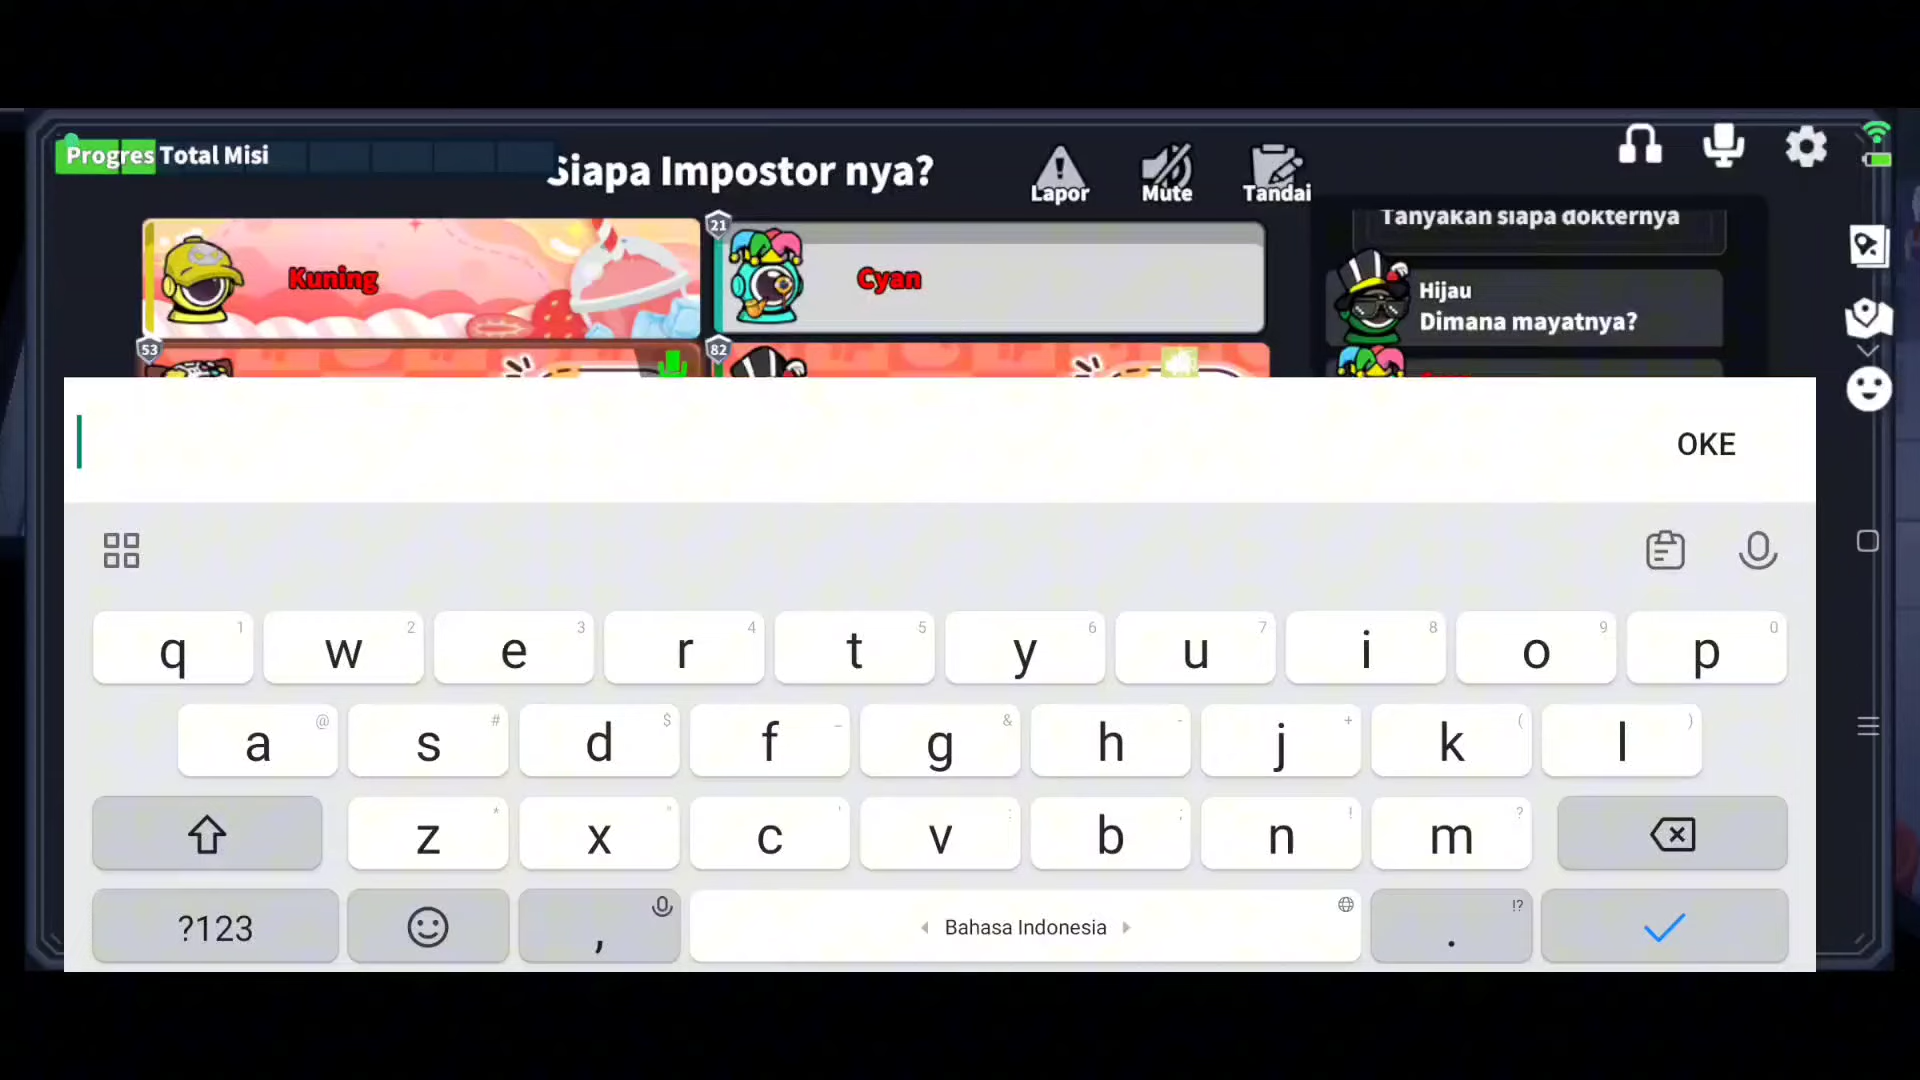 Progres Total Misi
Siapa Impostor nya?
Lapor
Mute
Tandai
Kuning
21
Cyan
53
82
Tanyakan siapa dokternya
Hijau
Dimana mayatnya?
OKE
q 1 w 2 e 3 r 4 t 5 y 6 u 7 i 8 o 9 p 0
a @ s # d $ f _ g & h - j + k ( l )
z * x " c ' v : b ; n ! m ?
?123 , Bahasa Indonesia . !?